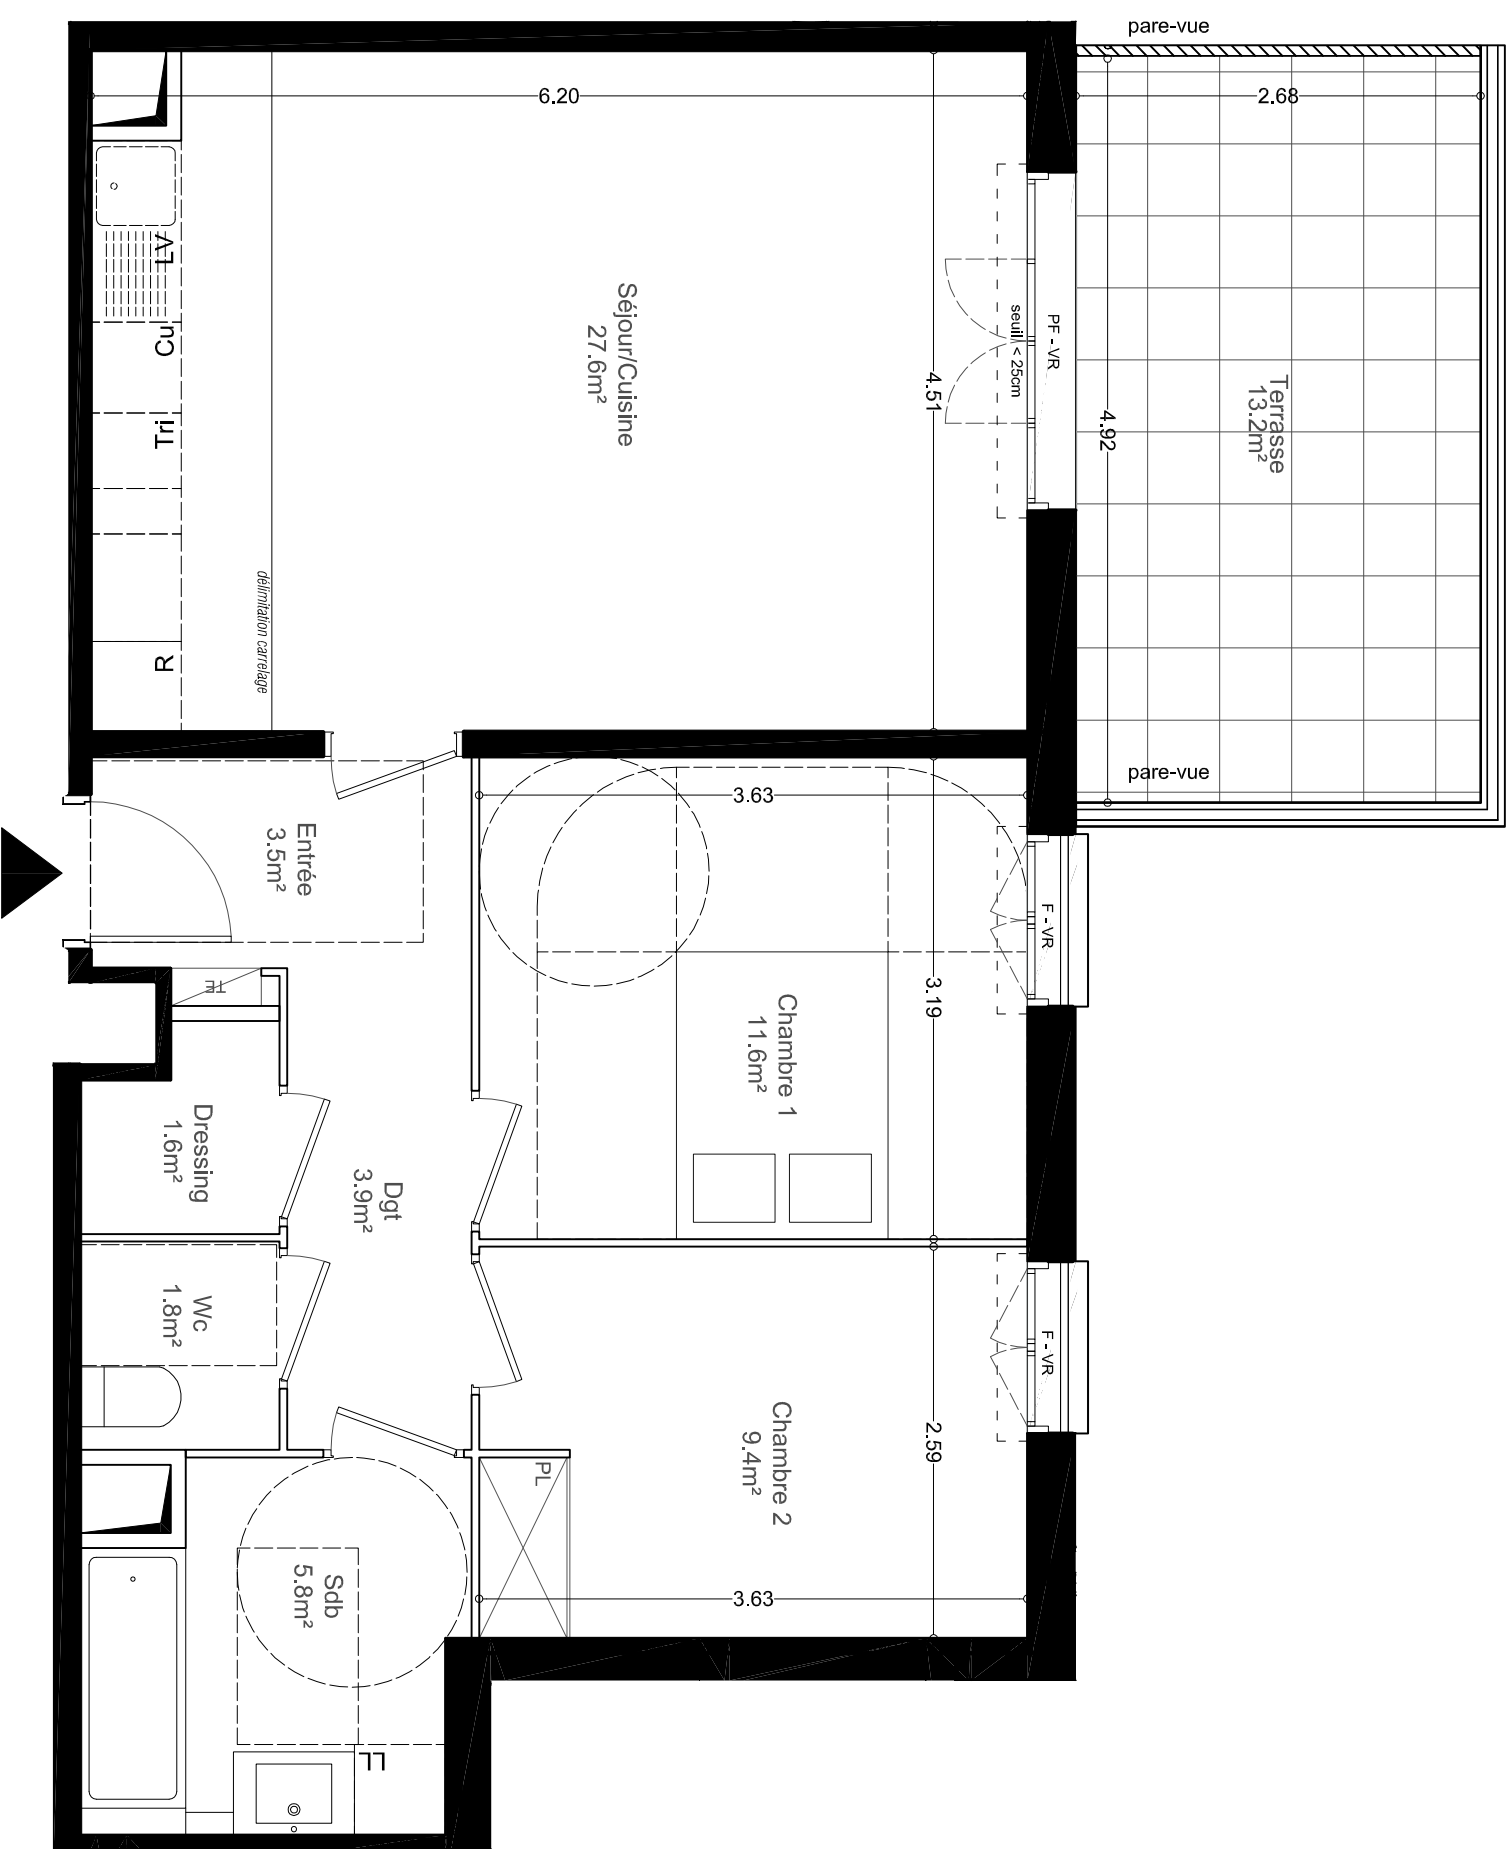 pare-vue
6.20
2.68
LV
Cu
Tri
R
délimitation carrelage
Séjour/Cuisine
27.6m²
4.51
seuil < 25cm
PF - VR
4.92
Terrasse
13.2m²
pare-vue
3.63
Entrée
3.5m²
TE
F - VR
3.19
Chambre 1
11.6m²
Dressing
1.6m²
Dgt
3.9m²
Wc
1.8m²
F - VR
2.59
Chambre 2
9.4m²
PL
3.63
Sdb
5.8m²
LL